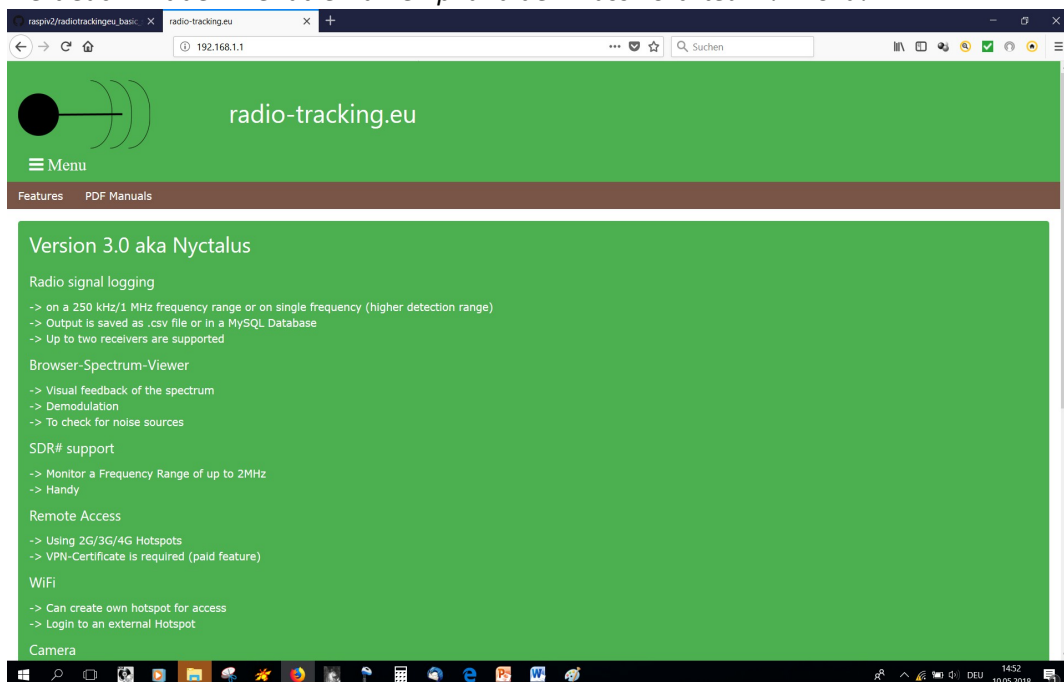 raspiv2/radiotrackingeu_basic_
radio-tracking.eu
192.168.1.1
Suchen
radio-tracking.eu
Menu
Features PDF Manuals
Version 3.0 aka Nyctalus
Radio signal logging
-> on a 250 kHz/1 MHz frequency range or on single frequency (higher detection range)
-> Output is saved as .csv file or in a MySQL Database
-> Up to two receivers are supported
Browser-Spectrum-Viewer
-> Visual feedback of the spectrum
-> Demodulation
-> To check for noise sources
SDR# support
-> Monitor a Frequency Range of up to 2MHz
-> Handy
Remote Access
-> Using 2G/3G/4G Hotspots
-> VPN-Certificate is required (paid feature)
WiFi
-> Can create own hotspot for access
-> Login to an external Hotspot
Camera
DEU
14:52
10.05.2018